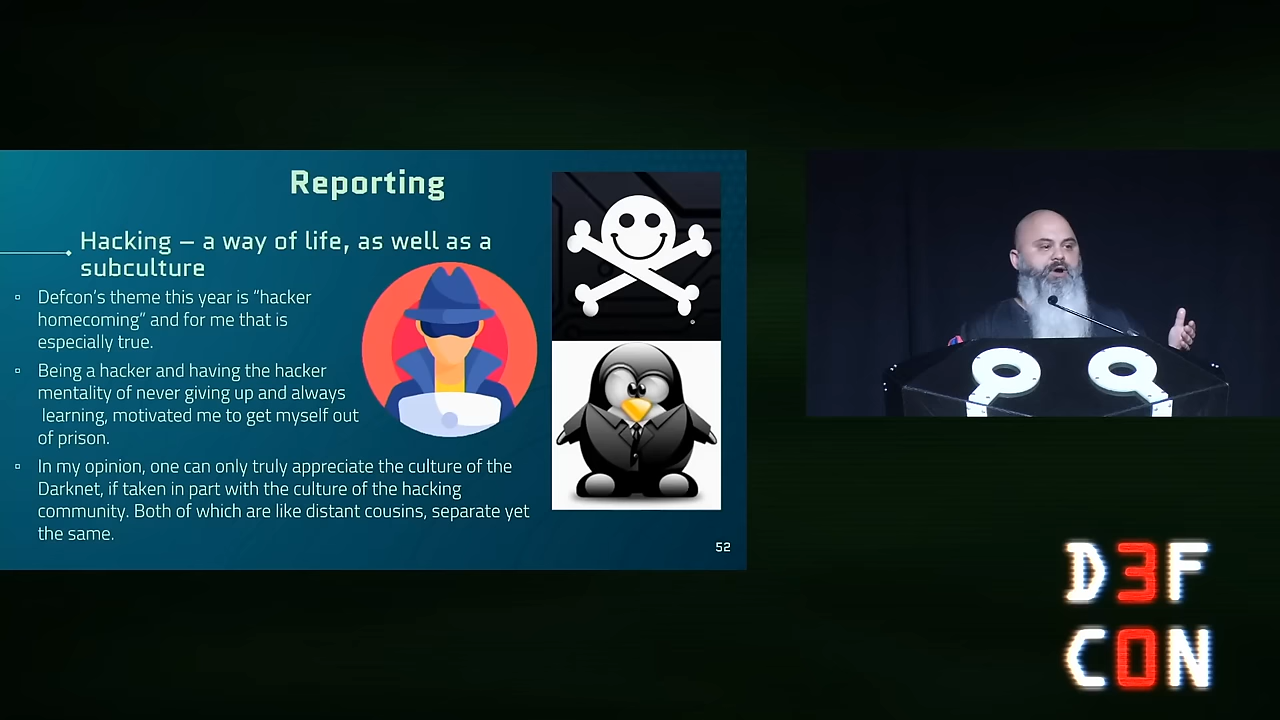 Reporting
Hacking – a way of life, as well as a
subculture
Defcon's theme this year is "hacker
homecoming" and for me that is
especially true.
Being a hacker and having the hacker
mentality of never giving up and always
learning, motivated me to get myself out
of prison.
In my opinion, one can only truly appreciate the culture of the
Darknet, if taken in part with the culture of the hacking
community. Both of which are like distant cousins, separate yet
the same.
52
D3F
C0N